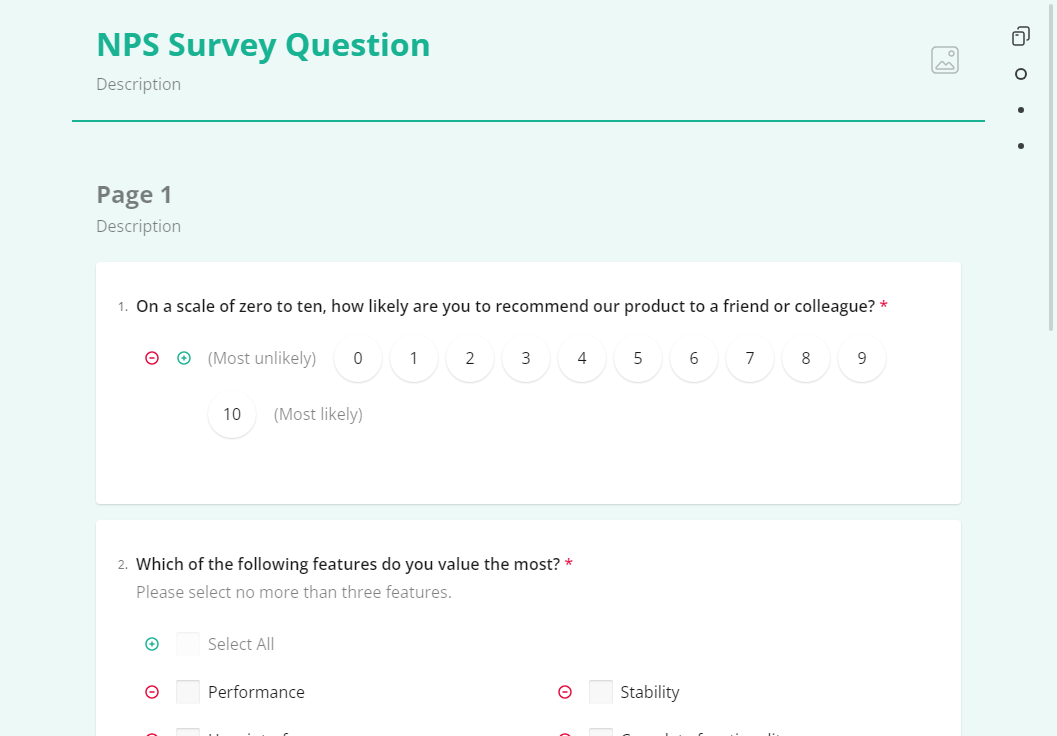 NPS Survey Question
Description
Page 1
Description
1. On a scale of zero to ten, how likely are you to recommend our product to a friend or colleague? *
(Most unlikely) 0 1 2 3 4 5 6 7 8 9
10 (Most likely)
2. Which of the following features do you value the most? *
Please select no more than three features.
Select All
Performance Stability